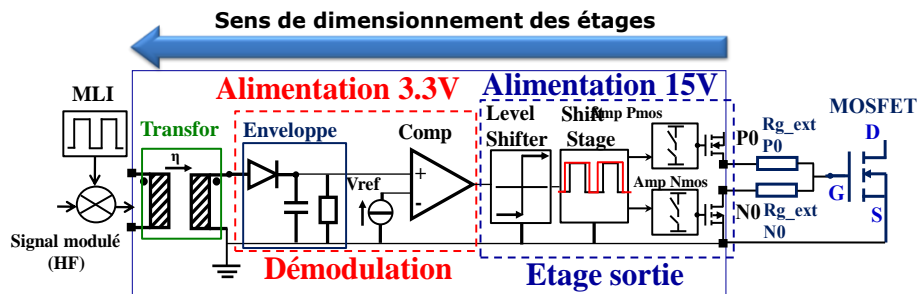 Sens de dimensionnement des étages
Alimentation 3.3V
Alimentation 15V
MLI
Transfor
η
Enveloppe
Comp
Vref
+
-
Level
Shifter
Shift
Stage
Amp Pmos
Amp Nmos
P0
N0
Rg_ext
P0
Rg_ext
N0
MOSFET
D
G
S
Signal modulé
(HF)
Démodulation
Etage sortie